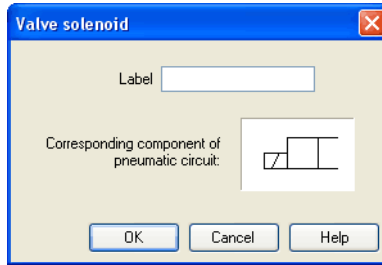 Valve solenoid
Label
Corresponding component of
pneumatic circuit:
OK
Cancel
Help